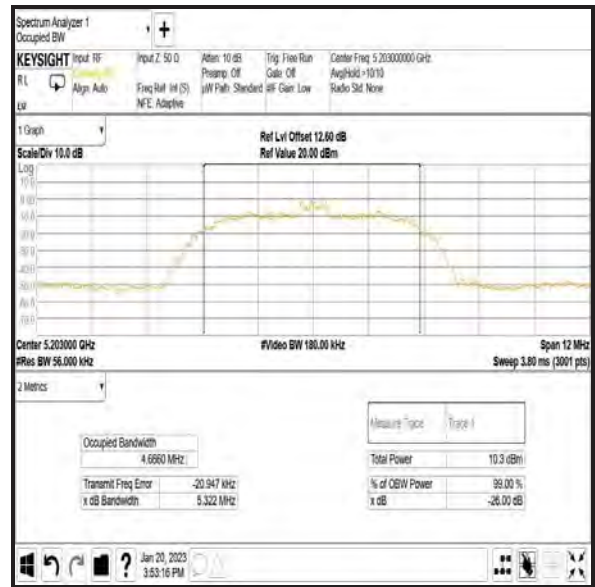 Spectrum Analyzer 1
Occupied BW
KEYSIGHT Input: RF
R L
Align: Auto
Input Z: 50 Ω
Freq Ref: Int (S)
NFE: Adaptive
Atten: 10 dB
Preamp: Off
µW Path: Standard
Trig: Free Run
Gate: Off
#IF Gain: Low
Center Freq: 5.203000000 GHz
Avg|Hold:>10/10
Radio Std: None
1 Graph
Scale/Div 10.0 dB
Ref Lvl Offset 12.60 dB
Ref Value 20.00 dBm
Log
Center 5.203000 GHz
#Res BW 56.000 kHz
#Video BW 180.00 kHz
Span 12 MHz
Sweep 3.80 ms (3001 pts)
2 Metrics
Measure Trace Trace 1
Occupied Bandwidth
4.6660 MHz
Total Power 10.3 dBm
Transmit Freq Error -20.947 kHz
% of OBW Power 99.00 %
x dB Bandwidth 5.322 MHz
x dB -26.00 dB
?
Jan 20, 2023
3:53:16 PM